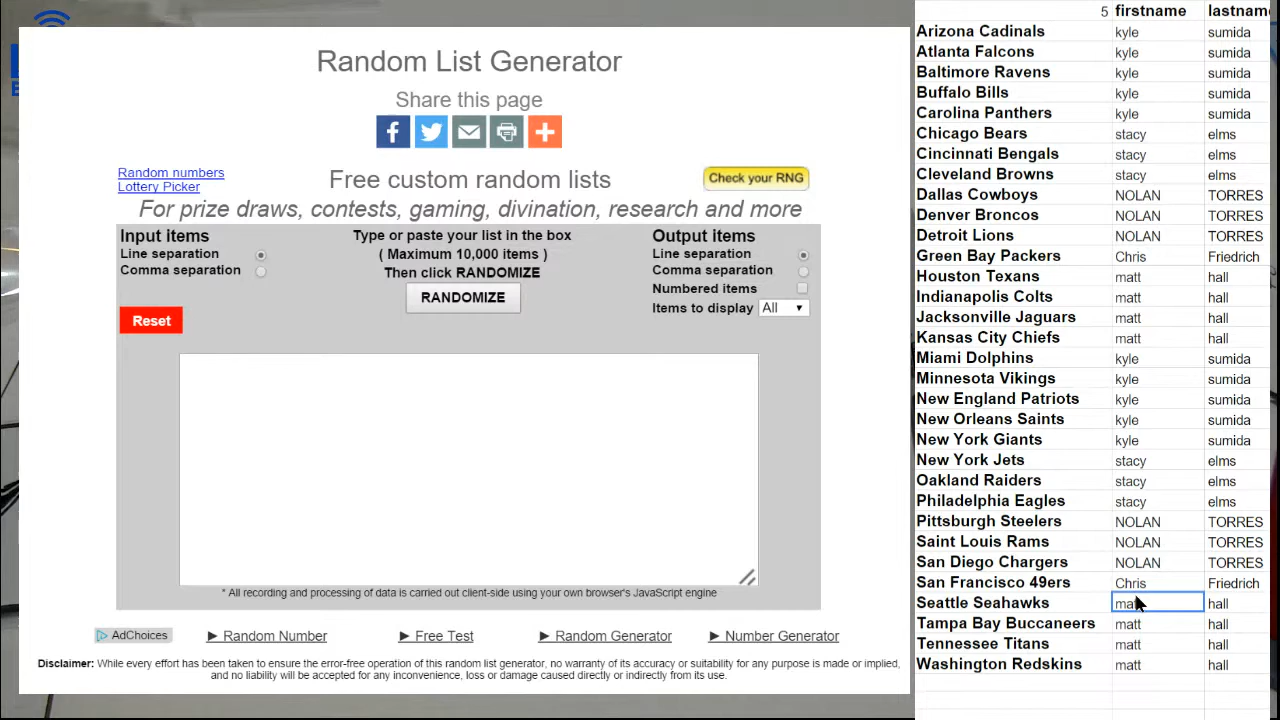 Random List Generator
Share this page
Random numbers
Lottery Picker
Free custom random lists
Check your RNG
For prize draws, contests, gaming, divination, research and more
Input items
Line separation
Comma separation
Type or paste your list in the box
( Maximum 10,000 items )
Then click RANDOMIZE
RANDOMIZE
Output items
Line separation
Comma separation
Numbered items
Items to display All
Reset
* All recording and processing of data is carried out client-side using your own browser's JavaScript engine
AdChoices
► Random Number
► Free Test
► Random Generator
► Number Generator
Disclaimer: While every effort has been taken to ensure the error-free operation of this random list generator, no warranty of its accuracy or suitability for any purpose is made or implied,
and no liability will be accepted for any inconvenience, loss or damage caused directly or indirectly from its use.
5 firstname lastname
Arizona Cadinals kyle sumida
Atlanta Falcons kyle sumida
Baltimore Ravens kyle sumida
Buffalo Bills kyle sumida
Carolina Panthers kyle sumida
Chicago Bears stacy elms
Cincinnati Bengals stacy elms
Cleveland Browns stacy elms
Dallas Cowboys NOLAN TORRES
Denver Broncos NOLAN TORRES
Detroit Lions NOLAN TORRES
Green Bay Packers Chris Friedrich
Houston Texans matt hall
Indianapolis Colts matt hall
Jacksonville Jaguars matt hall
Kansas City Chiefs matt hall
Miami Dolphins kyle sumida
Minnesota Vikings kyle sumida
New England Patriots kyle sumida
New Orleans Saints kyle sumida
New York Giants kyle sumida
New York Jets stacy elms
Oakland Raiders stacy elms
Philadelphia Eagles stacy elms
Pittsburgh Steelers NOLAN TORRES
Saint Louis Rams NOLAN TORRES
San Diego Chargers NOLAN TORRES
San Francisco 49ers Chris Friedrich
Seattle Seahawks matt hall
Tampa Bay Buccaneers matt hall
Tennessee Titans matt hall
Washington Redskins matt hall